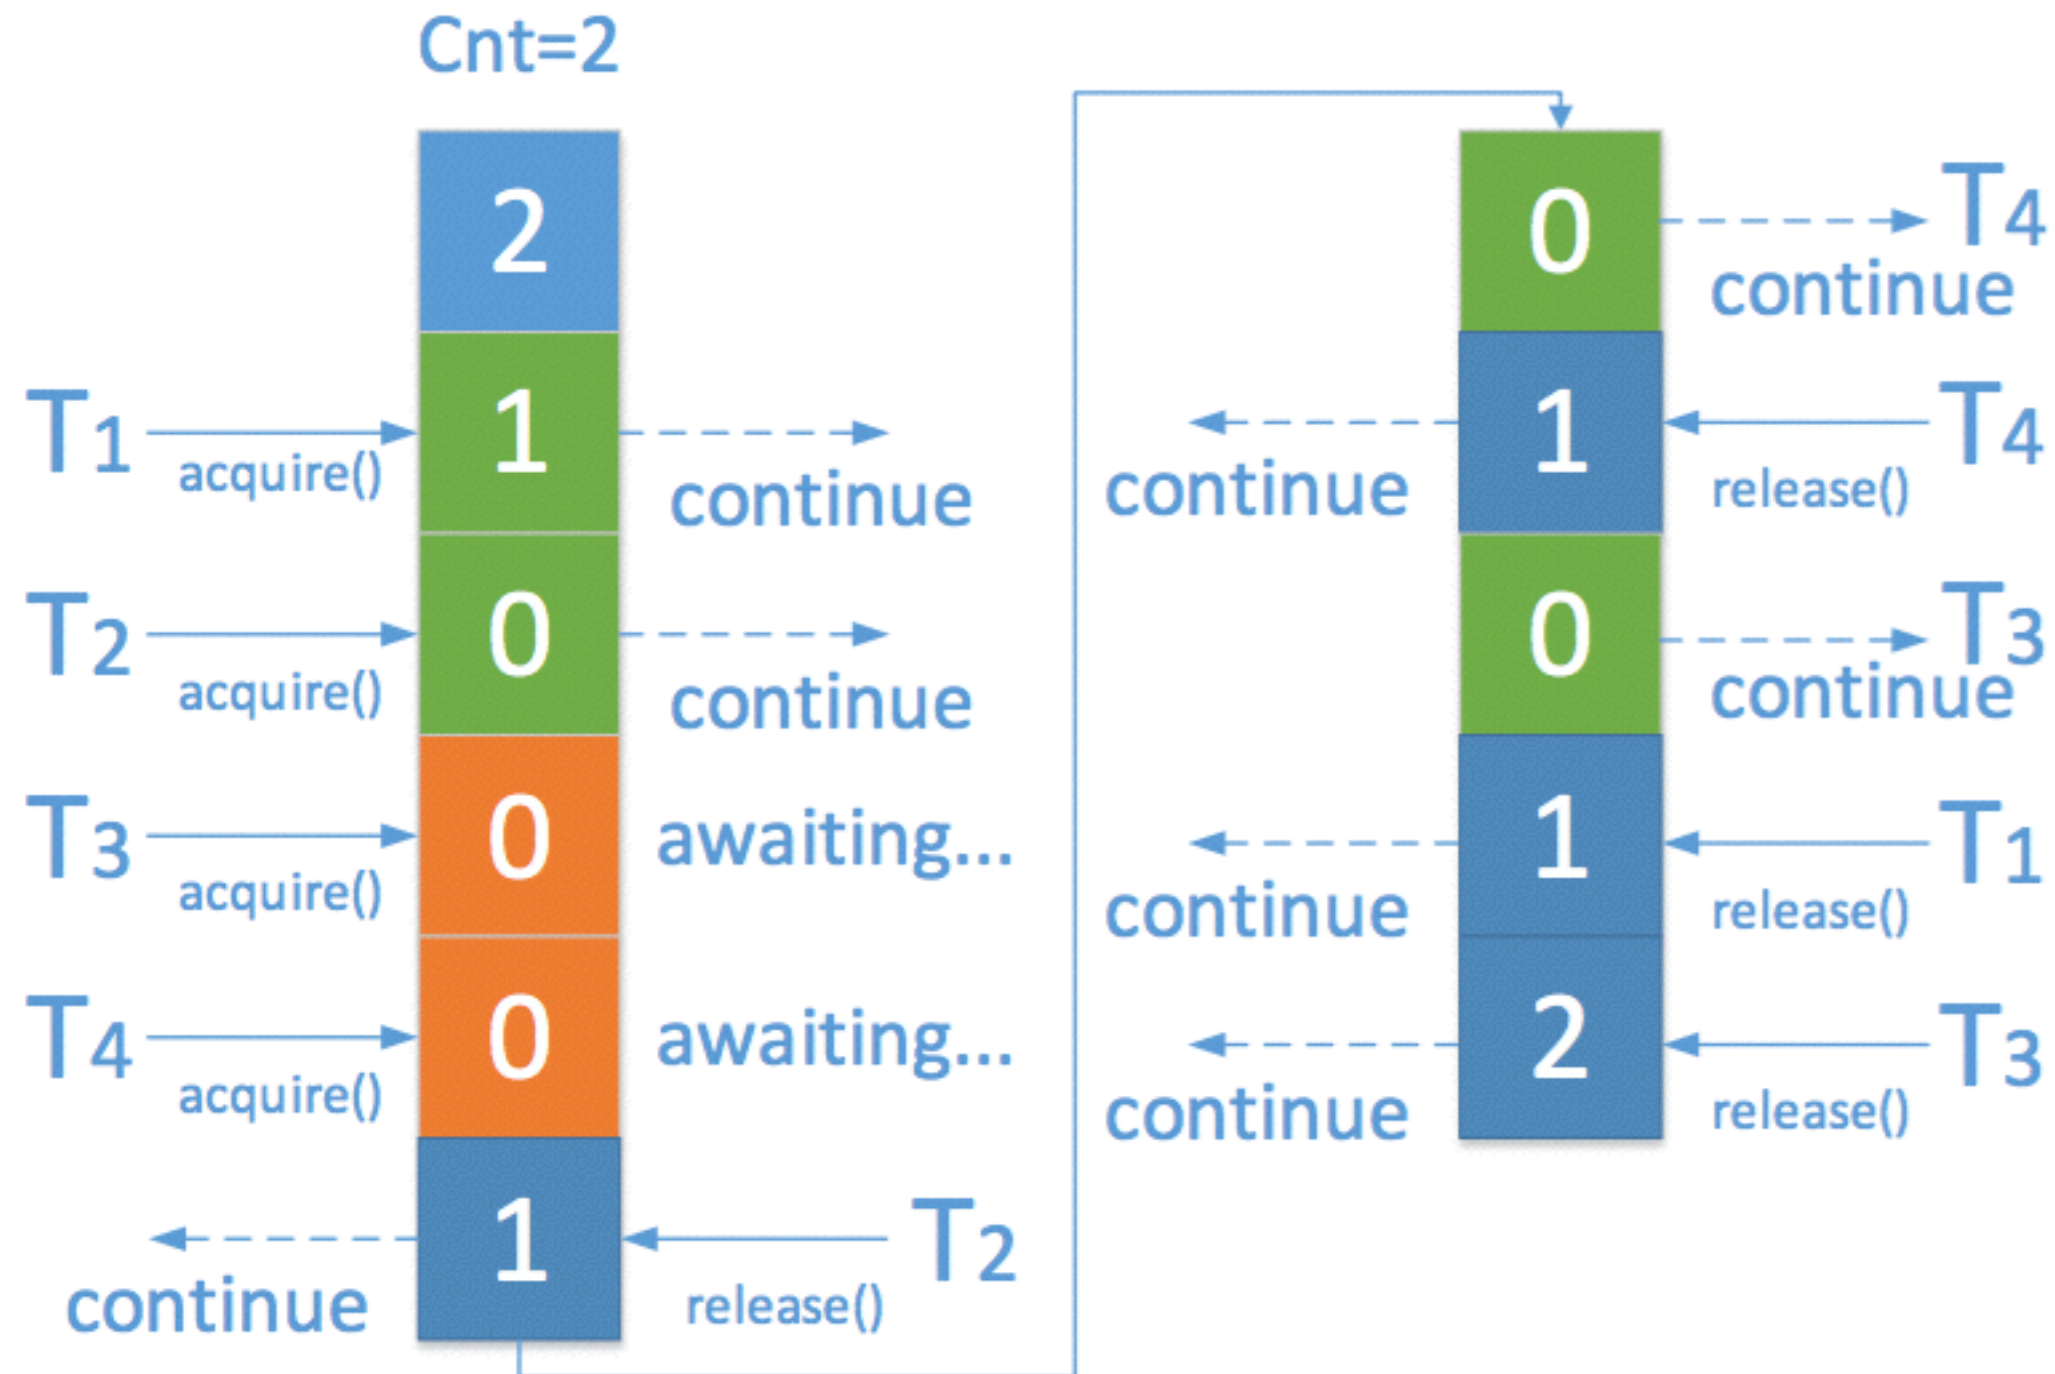 Cnt=2
2
T1 acquire() 1 continue
T2 acquire() 0 continue
T3 acquire() 0 awaiting...
T4 acquire() 0 awaiting...
continue 1 release() T2
0 continue T4
continue 1 release() T4
0 continue T3
continue 1 release() T1
continue 2 release() T3